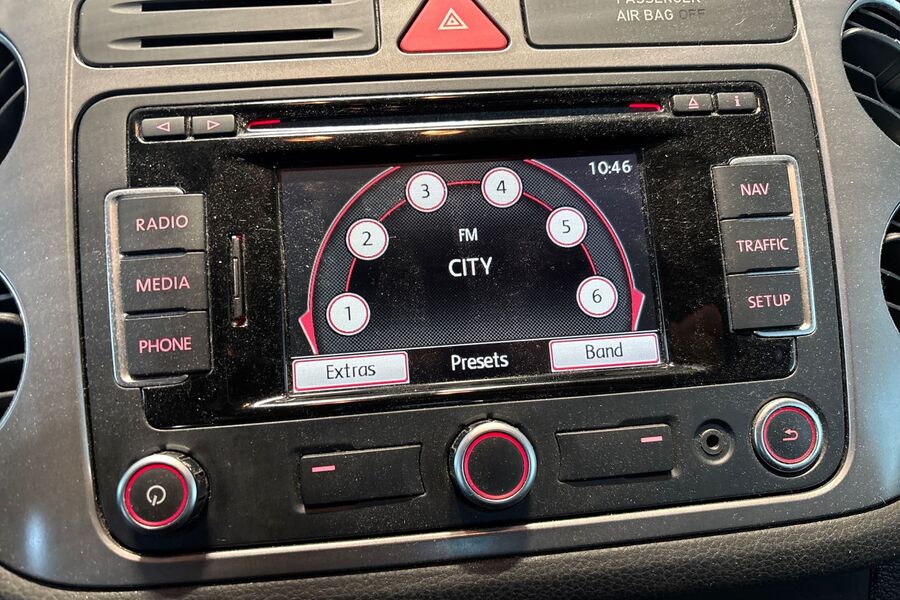 PASSENGER
AIR BAG OFF
i
10:46
RADIO
MEDIA
PHONE
1
2
3
4
5
6
FM
CITY
Extras
Presets
Band
NAV
TRAFFIC
SETUP